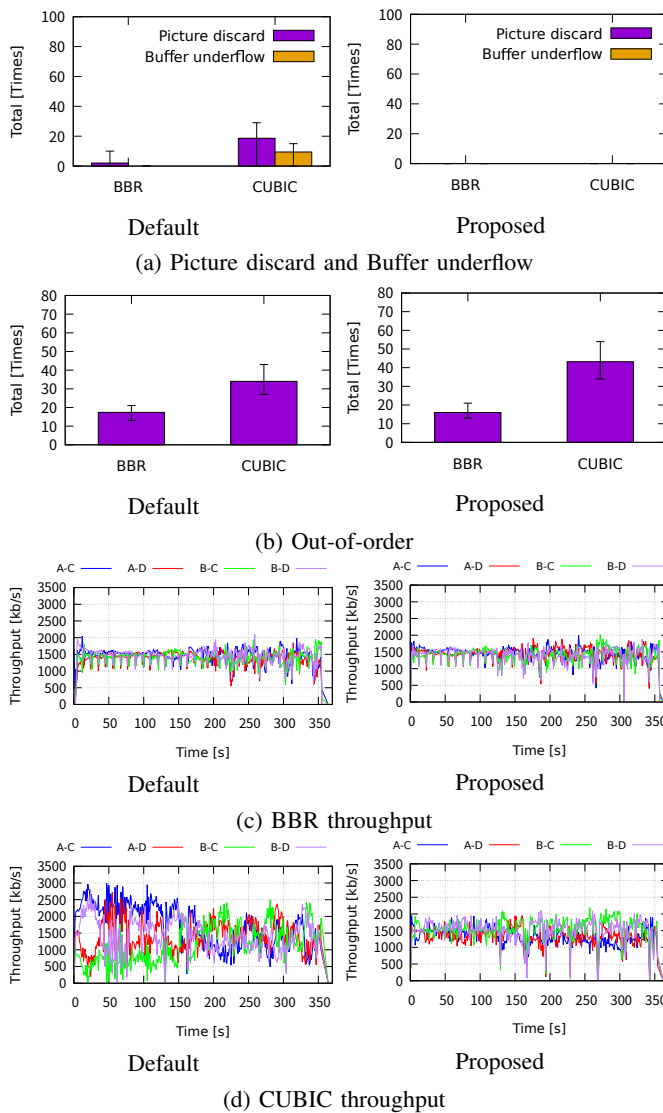 Picture discard
Buffer underflow
Total [Times]
100
80
60
40
20
0
BBR
CUBIC
Default
Picture discard
Buffer underflow
Total [Times]
100
80
60
40
20
0
BBR
CUBIC
Proposed
(a) Picture discard and Buffer underflow
Total [Times]
80
70
60
50
40
30
20
10
0
BBR
CUBIC
Default
Total [Times]
80
70
60
50
40
30
20
10
0
BBR
CUBIC
Proposed
(b) Out-of-order
A-C A-D B-C B-D
Throughput [kb/s]
3500
3000
2500
2000
1500
1000
500
0
0 50 100 150 200 250 300 350
Time [s]
Default
A-C A-D B-C B-D
Throughput [kb/s]
3500
3000
2500
2000
1500
1000
500
0
0 50 100 150 200 250 300 350
Time [s]
Proposed
(c) BBR throughput
A-C A-D B-C B-D
Throughput [kb/s]
3500
3000
2500
2000
1500
1000
500
0
0 50 100 150 200 250 300 350
Time [s]
Default
A-C A-D B-C B-D
Throughput [kb/s]
3500
3000
2500
2000
1500
1000
500
0
0 50 100 150 200 250 300 350
Time [s]
Proposed
(d) CUBIC throughput